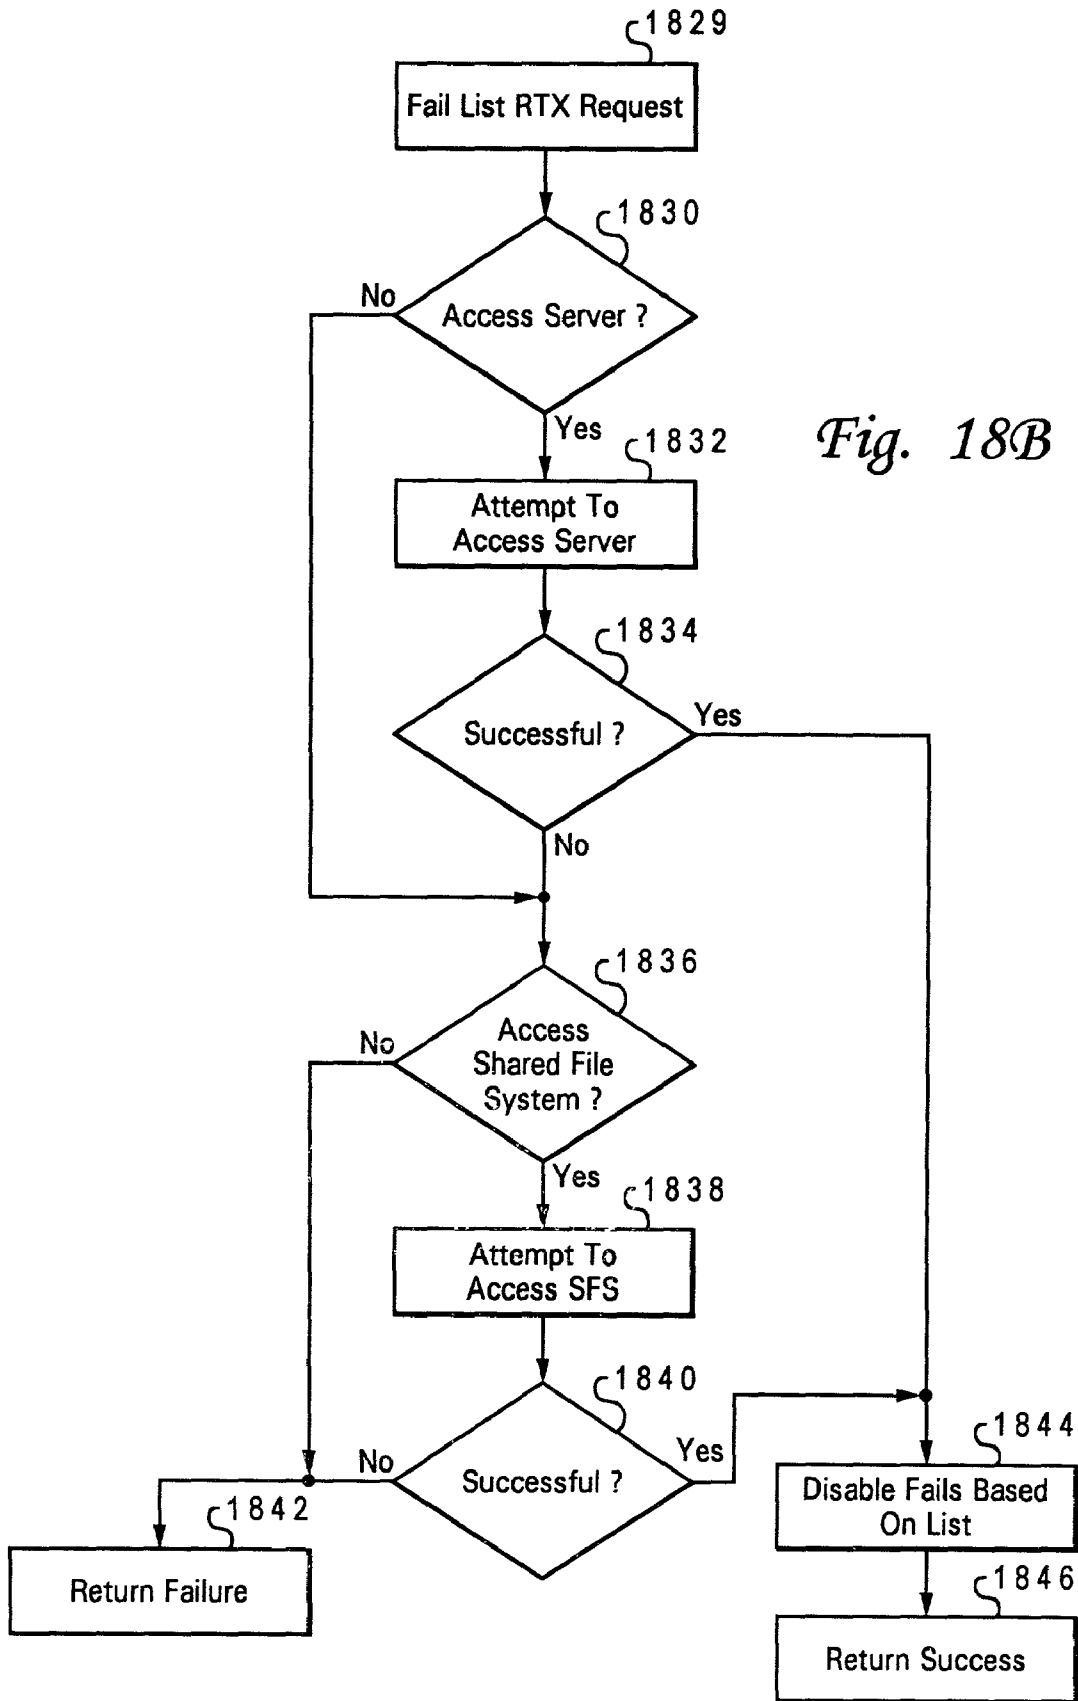 1829
Fail List RTX Request
1830
No
Access Server ?
Yes
Fig. 18B
1832
Attempt To
Access Server
1834
Successful ?
Yes
No
1836
No
Access
Shared File
System ?
Yes
1838
Attempt To
Access SFS
1840
No
Successful ?
Yes
1842
Return Failure
1844
Disable Fails Based
On List
1846
Return Success